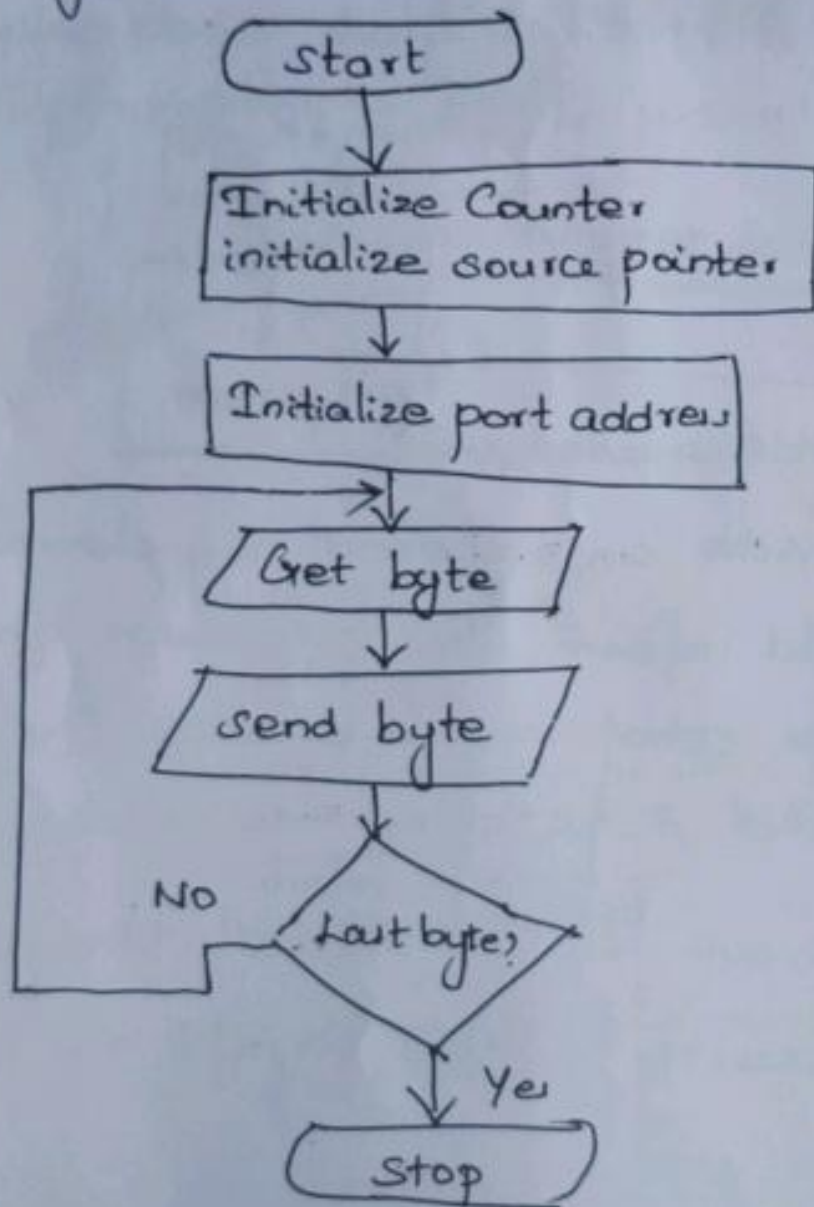 Start
Initialize Counter
initialize source pointer
Initialize port address
Get byte
send byte
Last byte?
No
Yes
Stop